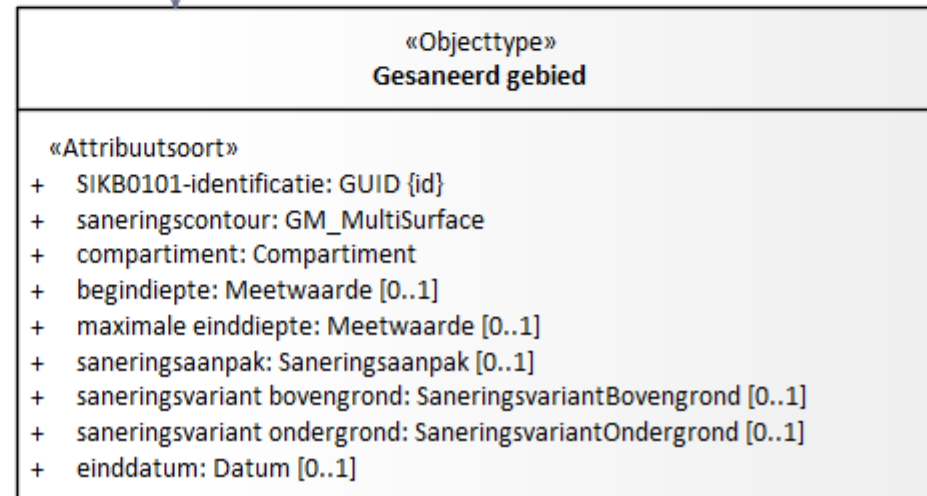 «Objecttype»
Gesaneerd gebied
«Attribuutsoort»
+ SIKB0101-identificatie: GUID {id}
+ saneringscontour: GM_MultiSurface
+ compartiment: Compartiment
+ begindiepte: Meetwaarde [0..1]
+ maximale einddiepte: Meetwaarde [0..1]
+ saneringsaanpak: Saneringsaanpak [0..1]
+ saneringsvariant bovengrond: SaneringsvariantBovengrond [0..1]
+ saneringsvariant ondergrond: SaneringsvariantOndergrond [0..1]
+ einddatum: Datum [0..1]